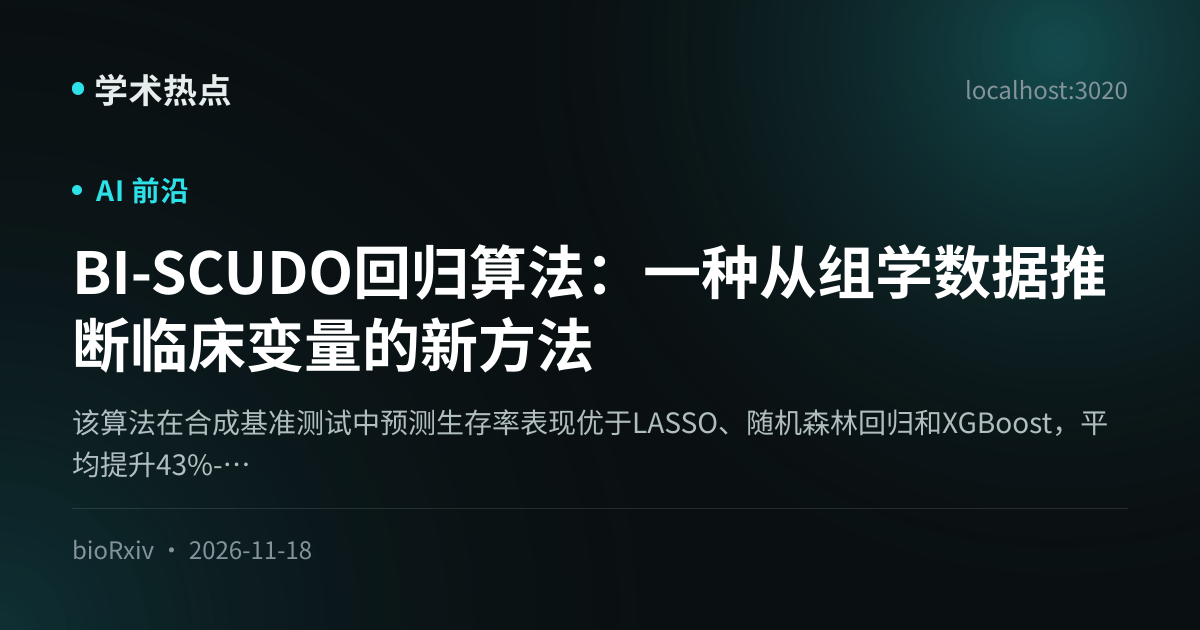 学术热点
localhost:3020
AI 前沿
BI-SCUDO回归算法：一种从组学数据推
断临床变量的新方法
该算法在合成基准测试中预测生存率表现优于LASSO、随机森林回归和XGBoost，平
均提升43%-…
bioRxiv · 2026-11-18